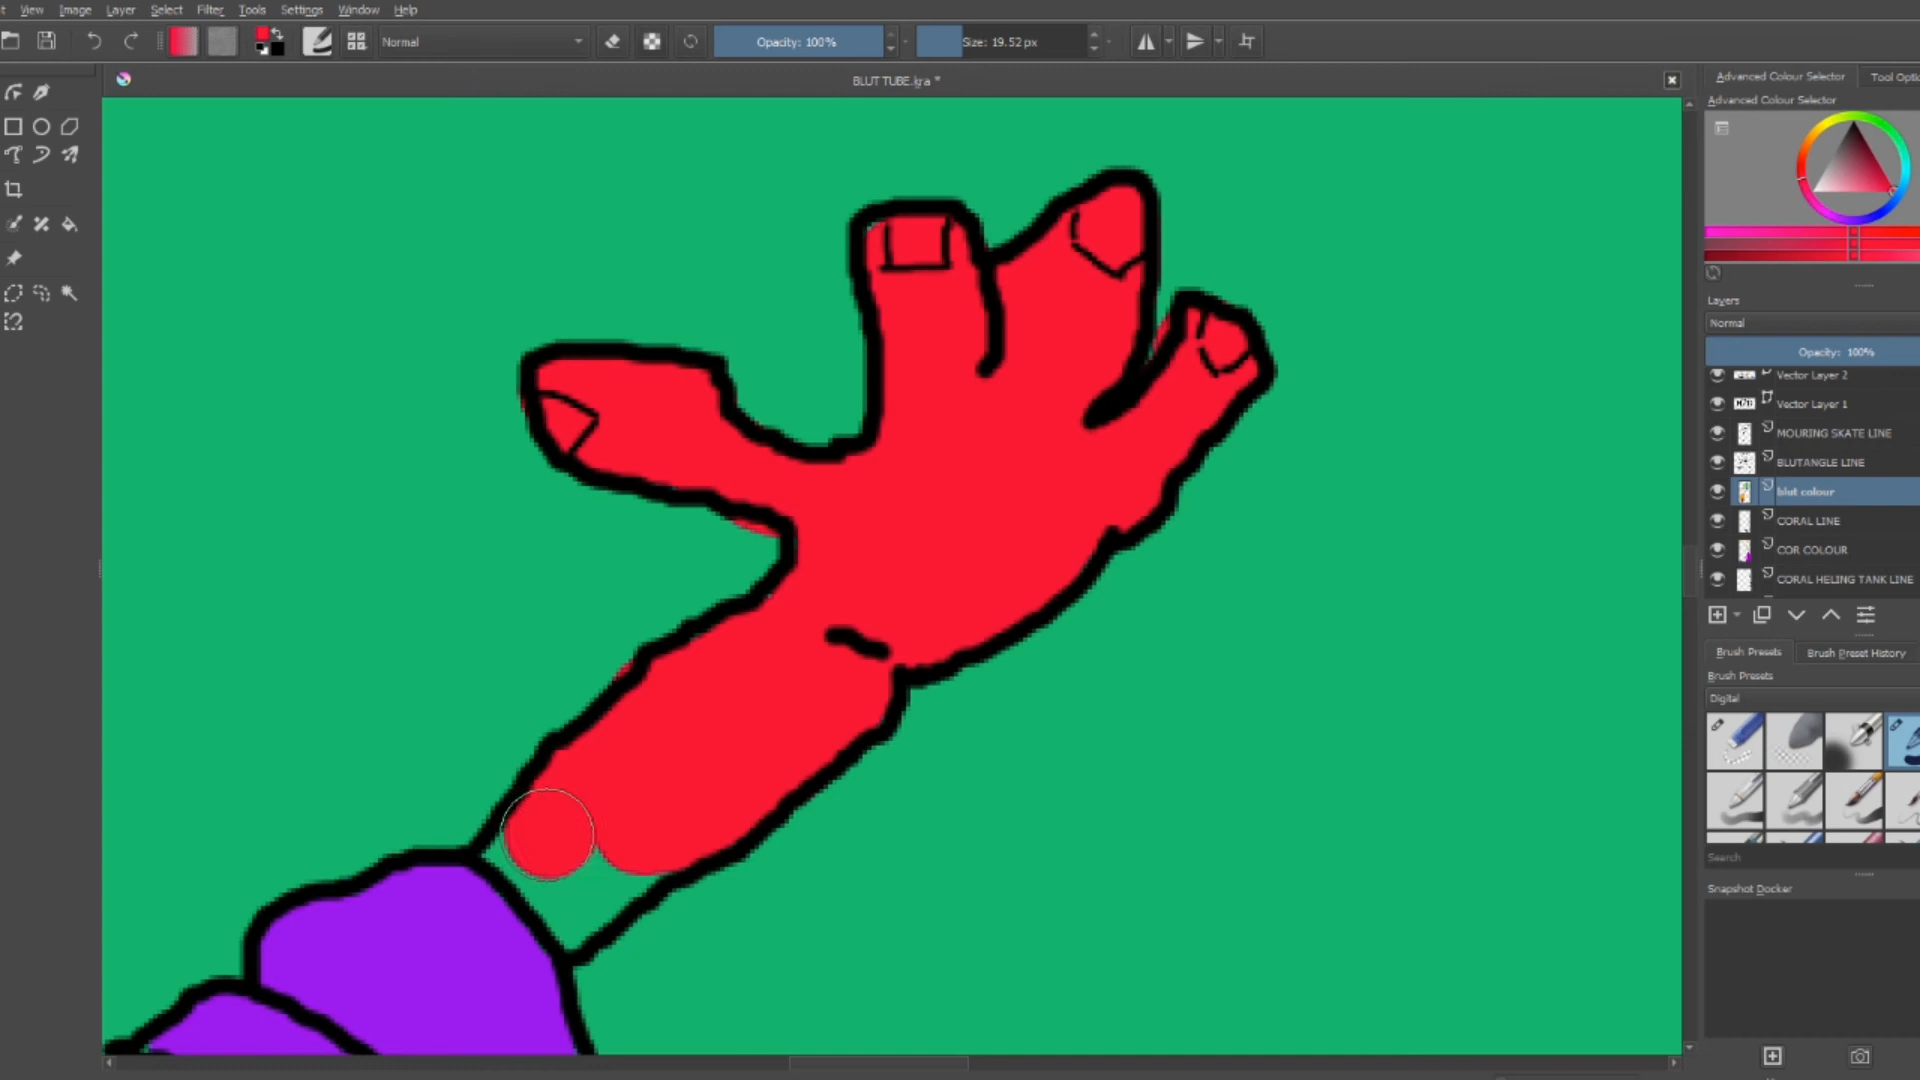 View Image Layer Select Filter Tools Settings Window Help
Normal Opacity: 100% Size: 19.52 px
BLUT TUBE.kra *
Advanced Colour Selector Tool Optio
Advanced Colour Selector
Layers
Normal
Opacity: 100%
Vector Layer 2
Vector Layer 1
MOURING SKATE LINE
BLUTANGLE LINE
blut colour
CORAL LINE
COR COLOUR
CORAL HELING TANK LINE
Brush Presets Brush Preset History
Brush Presets
Digital
Search
Snapshot Docker